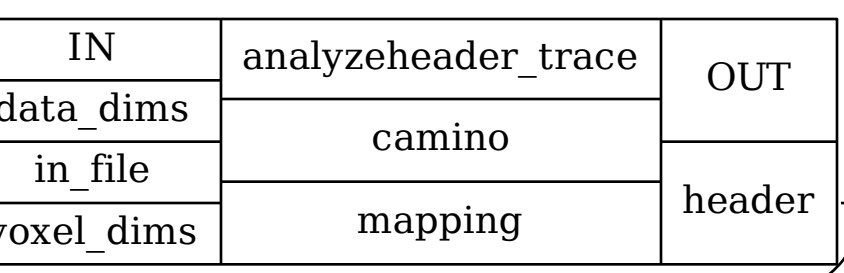 IN
data_dims
in_file
voxel_dims
analyzeheader_trace
camino
mapping
OUT
header